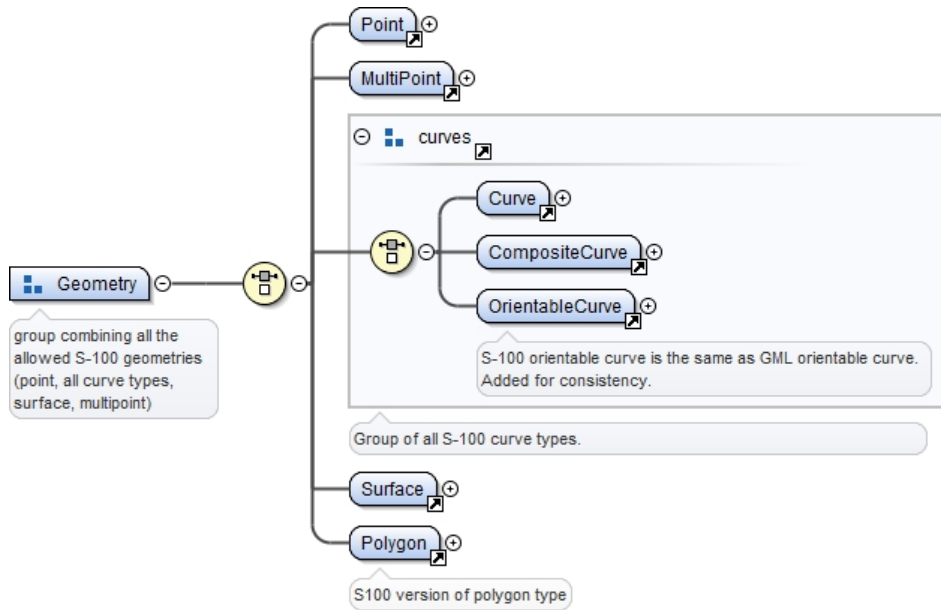 Point
MultiPoint
curves
Curve
CompositeCurve
OrientableCurve
S-100 orientable curve is the same as GML orientable curve.
Added for consistency.
Group of all S-100 curve types.
Geometry
group combining all the
allowed S-100 geometries
(point, all curve types,
surface, multipoint)
Surface
Polygon
S100 version of polygon type